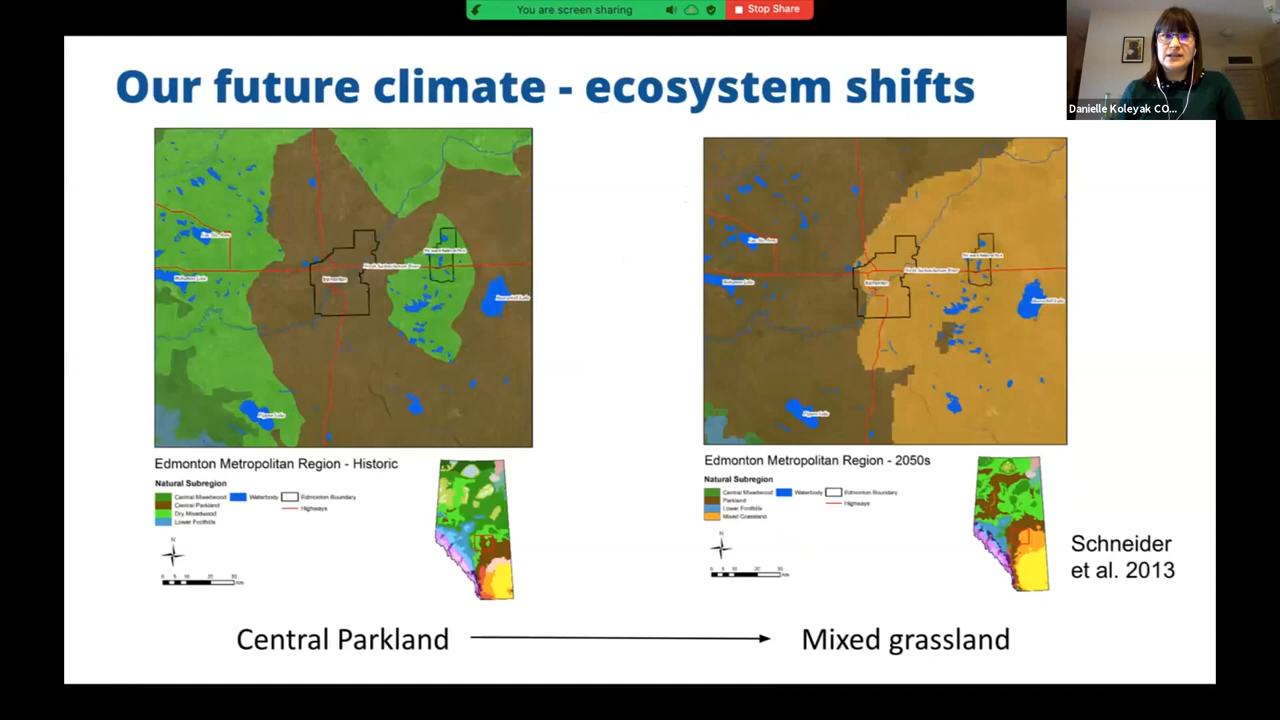 You are screen sharing
Stop Share
Danielle Koleyak CO...
Our future climate - ecosystem shifts
Edmonton Metropolitan Region - Historic
Natural Subregion
Central Mixedwood
Waterbody
Edmonton Boundary
Central Parkland
Highways
Dry Mixedwood
Lower Foothills
N
Edmonton Metropolitan Region - 2050s
Natural Subregion
Central Mixedwood
Waterbody
Edmonton Boundary
Parkland
Highways
Lower Foothills
Mixed Grassland
N
Schneider
et al. 2013
Central Parkland
Mixed grassland